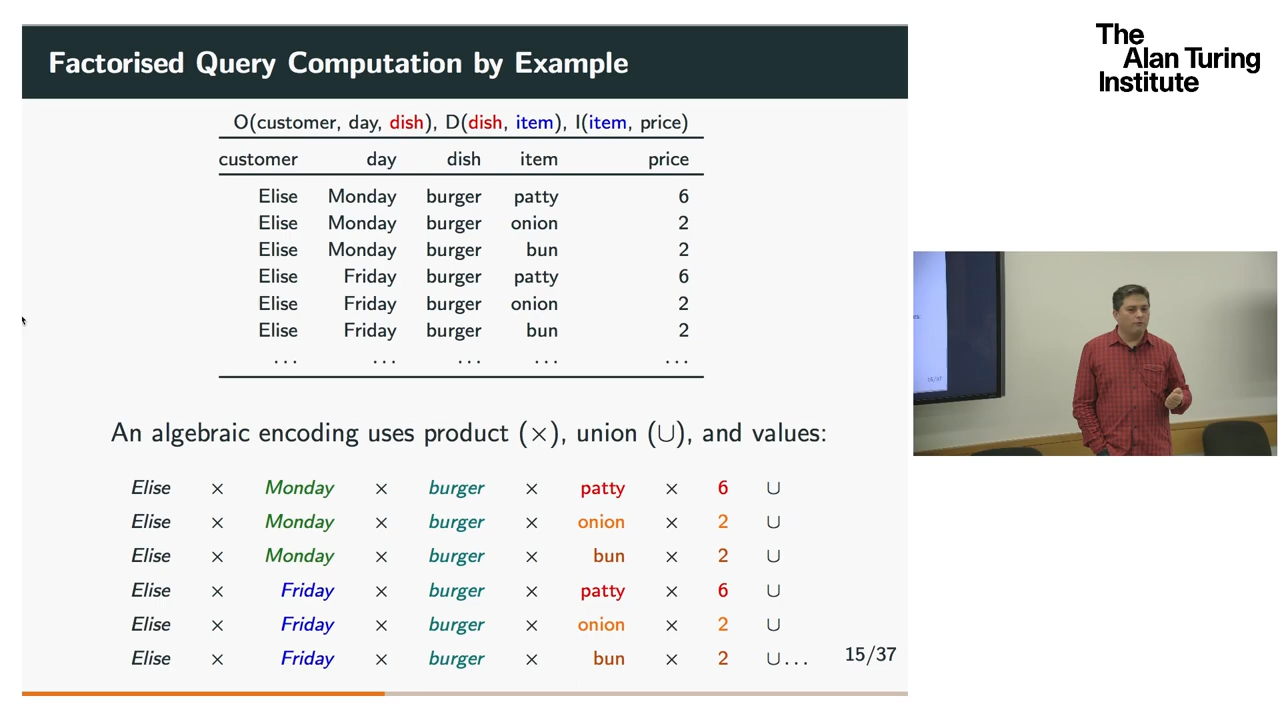 Factorised Query Computation by Example
The
Alan Turing
Institute
O(customer, day, dish), D(dish, item), I(item, price)
customer day dish item price
Elise Monday burger patty 6
Elise Monday burger onion 2
Elise Monday burger bun 2
Elise Friday burger patty 6
Elise Friday burger onion 2
Elise Friday burger bun 2
... ... ... ... ...
An algebraic encoding uses product (×), union (∪), and values:
Elise × Monday × burger × patty × 6 ∪
Elise × Monday × burger × onion × 2 ∪
Elise × Monday × burger × bun × 2 ∪
Elise × Friday × burger × patty × 6 ∪
Elise × Friday × burger × onion × 2 ∪
Elise × Friday × burger × bun × 2 ∪...
15/37